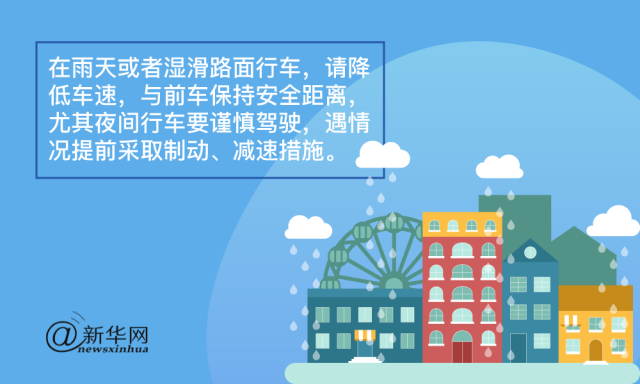 在雨天或者湿滑路面行车，请降
低车速，与前车保持安全距离，
尤其夜间行车要谨慎驾驶，遇情
况提前采取制动、减速措施。
@新华网
newsxinhua